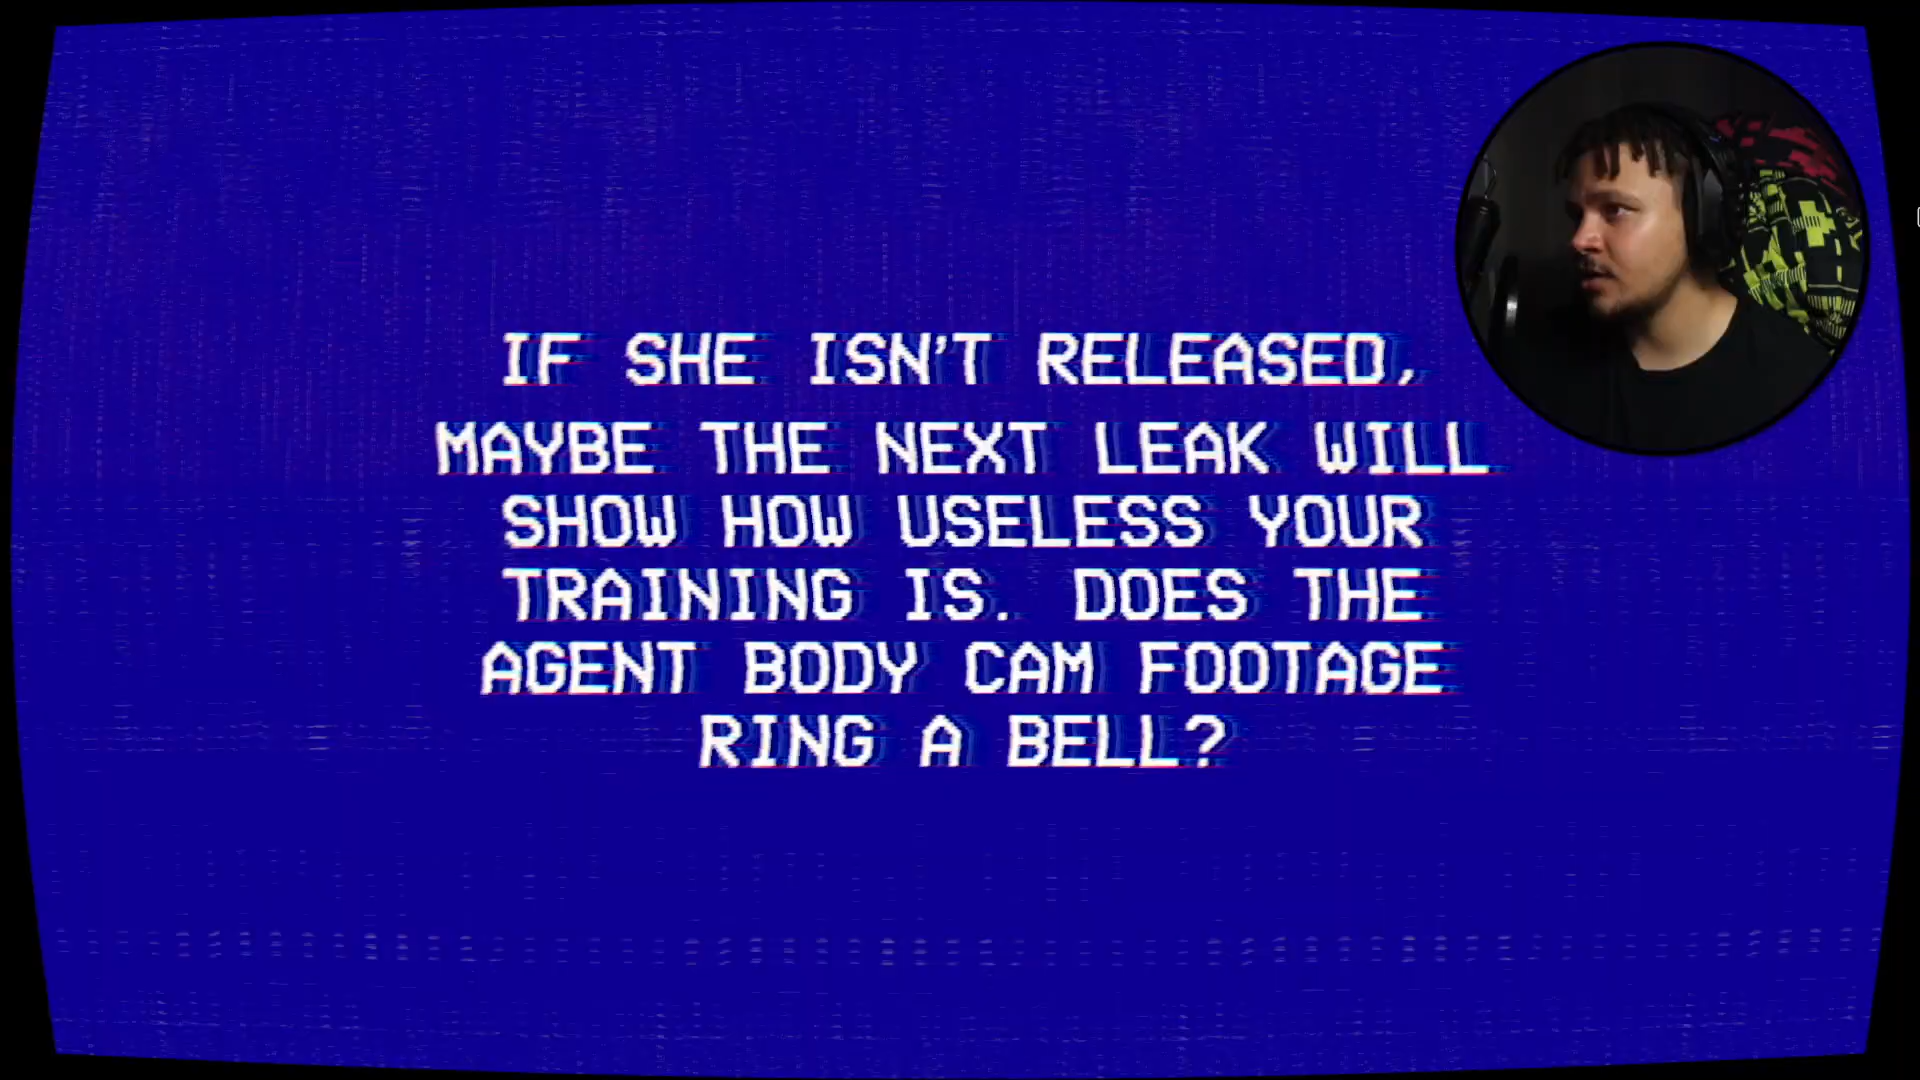 IF SHE ISN'T RELEASED,
MAYBE THE NEXT LEAK WILL
SHOW HOW USELESS YOUR
TRAINING IS. DOES THE
AGENT BODY CAM FOOTAGE
RING A BELL?